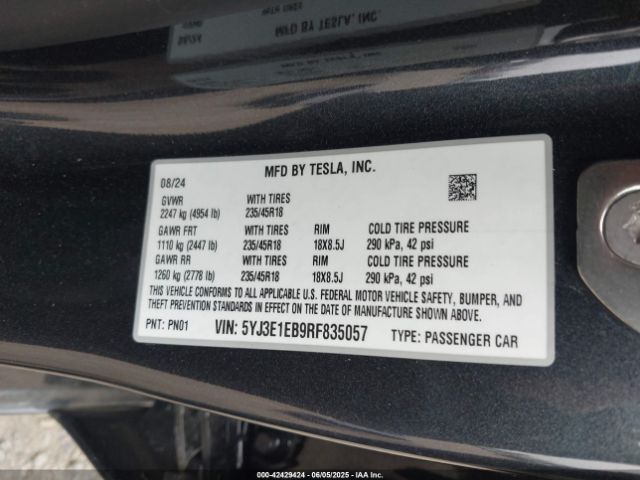 MFD BY TESLA, INC.
08/24
GVWR WITH TIRES
2247 kg (4954 lb) 235/45R18
GAWR FRT WITH TIRES RIM COLD TIRE PRESSURE
1110 kg (2447 lb) 235/45R18 18X8.5J 290 kPa, 42 psi
GAWR RR WITH TIRES RIM COLD TIRE PRESSURE
1260 kg (2778 lb) 235/45R18 18X8.5J 290 kPa, 42 psi
THIS VEHICLE CONFORMS TO ALL APPLICABLE U.S. FEDERAL MOTOR VEHICLE SAFETY, BUMPER, AND
THEFT PREVENTION STANDARDS IN EFFECT ON THE DATE OF MANUFACTURE SHOWN ABOVE.
PNT: PN01 VIN: 5YJ3E1EB9RF835057 TYPE: PASSENGER CAR
000-42429424 | 06/05/2025 | IAAI.COM